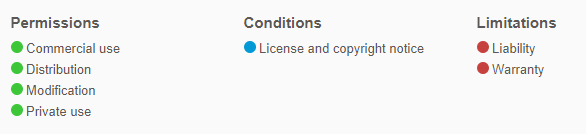 Permissions
Commercial use
Distribution
Modification
Private use
Conditions
License and copyright notice
Limitations
Liability
Warranty